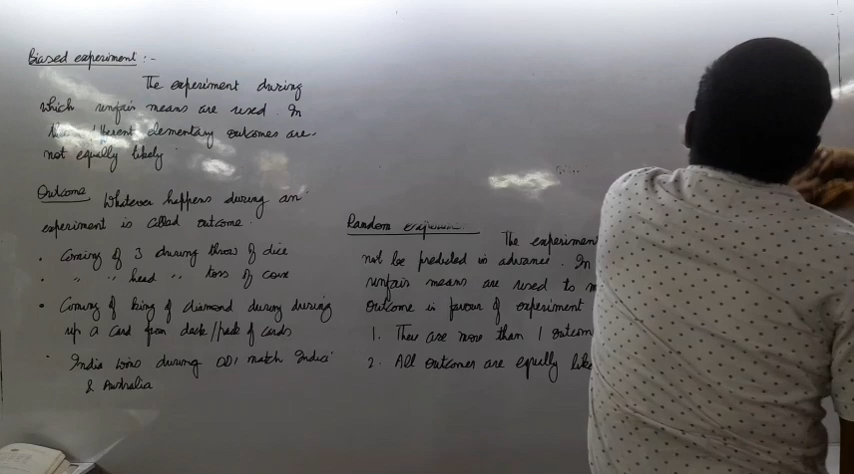 Biased experiment :-
The experiment during
which unfair means are used. In
different elementary outcomes are
not equally likely
Outcome Whatever happens during an
experiment is called outcome.
• Coming of 3 during throw of dice
• " " head " toss of coin
• Coming of king of diamond during during
up a card from deck/pack of cards
• India wins during ODI match India
& Australia
Random
The experiment
not be predicted in advance. In
unfair means are used to
outcome in favour of experiment
1. There are more than 1 outcom
2. All outcomes are equally like